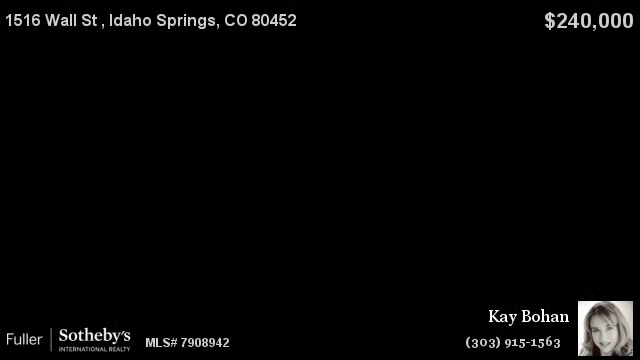 1516 Wall St , Idaho Springs, CO 80452
$240,000
Kay Bohan
(303) 915-1563
Fuller | Sotheby's
INTERNATIONAL REALTY
MLS# 7908942